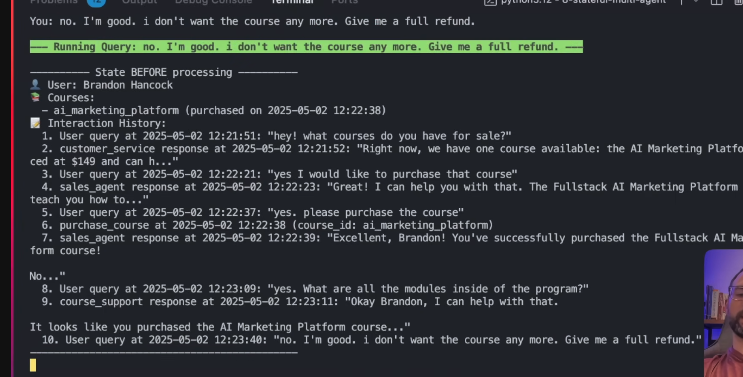 Problems 12 Output Debug Console Terminal Ports python3.12 - 8-stateful-multi-agent
You: no. I'm good. i don't want the course any more. Give me a full refund.
--- Running Query: no. I'm good. i don't want the course any more. Give me a full refund. ---
---------- State BEFORE processing ----------
👤 User: Brandon Hancock
📚 Courses:
- ai_marketing_platform (purchased on 2025-05-02 12:22:38)
📝 Interaction History:
1. User query at 2025-05-02 12:21:51: "hey! what courses do you have for sale?"
2. customer_service response at 2025-05-02 12:21:52: "Right now, we have one course available: the AI Marketing Platfo
ced at $149 and can h..."
3. User query at 2025-05-02 12:22:21: "yes I would like to purchase that course"
4. sales_agent response at 2025-05-02 12:22:23: "Great! I can help you with that. The Fullstack AI Marketing Platform
teach you how to..."
5. User query at 2025-05-02 12:22:37: "yes. please purchase the course"
6. purchase_course at 2025-05-02 12:22:38 (course_id: ai_marketing_platform)
7. sales_agent response at 2025-05-02 12:22:39: "Excellent, Brandon! You've successfully purchased the Fullstack AI Ma
form course!
No..."
8. User query at 2025-05-02 12:23:09: "yes. What are all the modules inside of the program?"
9. course_support response at 2025-05-02 12:23:11: "Okay Brandon, I can help with that.
It looks like you purchased the AI Marketing Platform course..."
10. User query at 2025-05-02 12:23:40: "no. I'm good. i don't want the course any more. Give me a full refund."